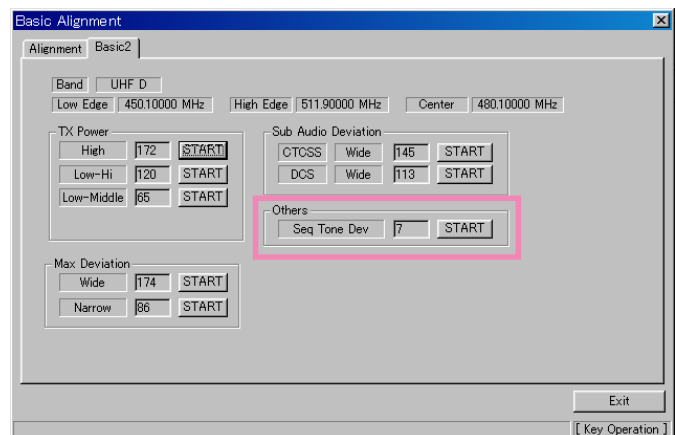 Basic Alignment
Alignment Basic2
Band UHF D
Low Edge 450.10000 MHz High Edge 511.90000 MHz Center 480.10000 MHz
TX Power
High 172 START
Low-Hi 120 START
Low-Middle 65 START
Sub Audio Deviation
CTCSS Wide 145 START
DCS Wide 113 START
Others
Seq Tone Dev 7 START
Max Deviation
Wide 174 START
Narrow 86 START
Exit
[ Key Operation ]